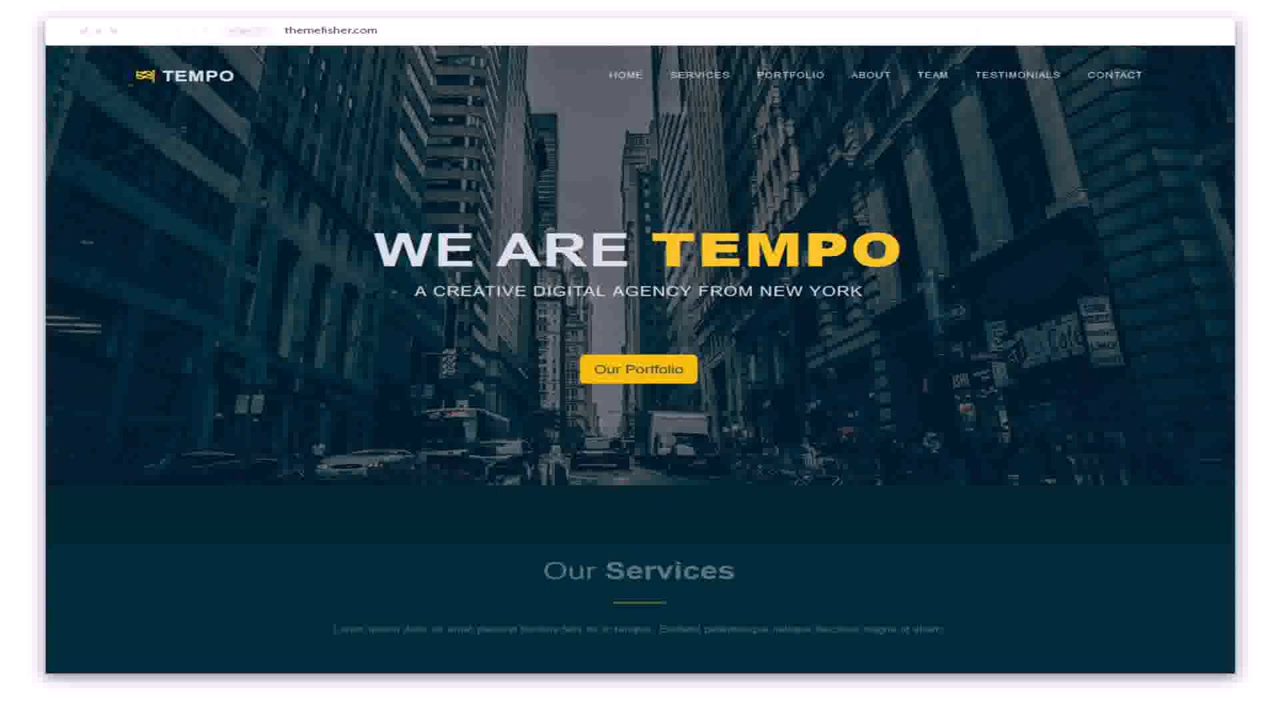 themefisher.com
TEMPO
HOME SERVICES PORTFOLIO ABOUT TEAM TESTIMONIALS CONTACT
WE ARE TEMPO
A CREATIVE DIGITAL AGENCY FROM NEW YORK
Our Portfolio
Our Services